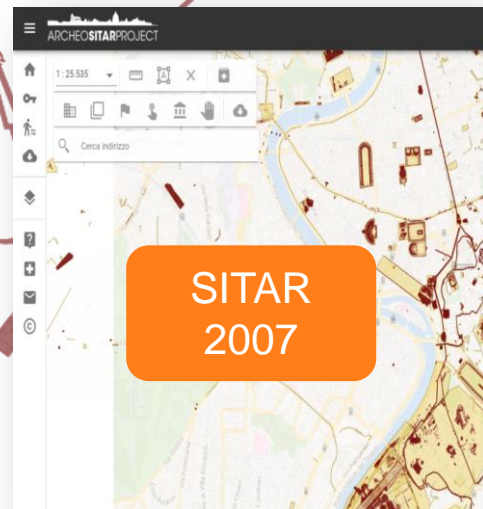 ARCHEOSITARPROJECT
1 : 25.535
A
Cerca indirizzo
SITAR
2007
?
©